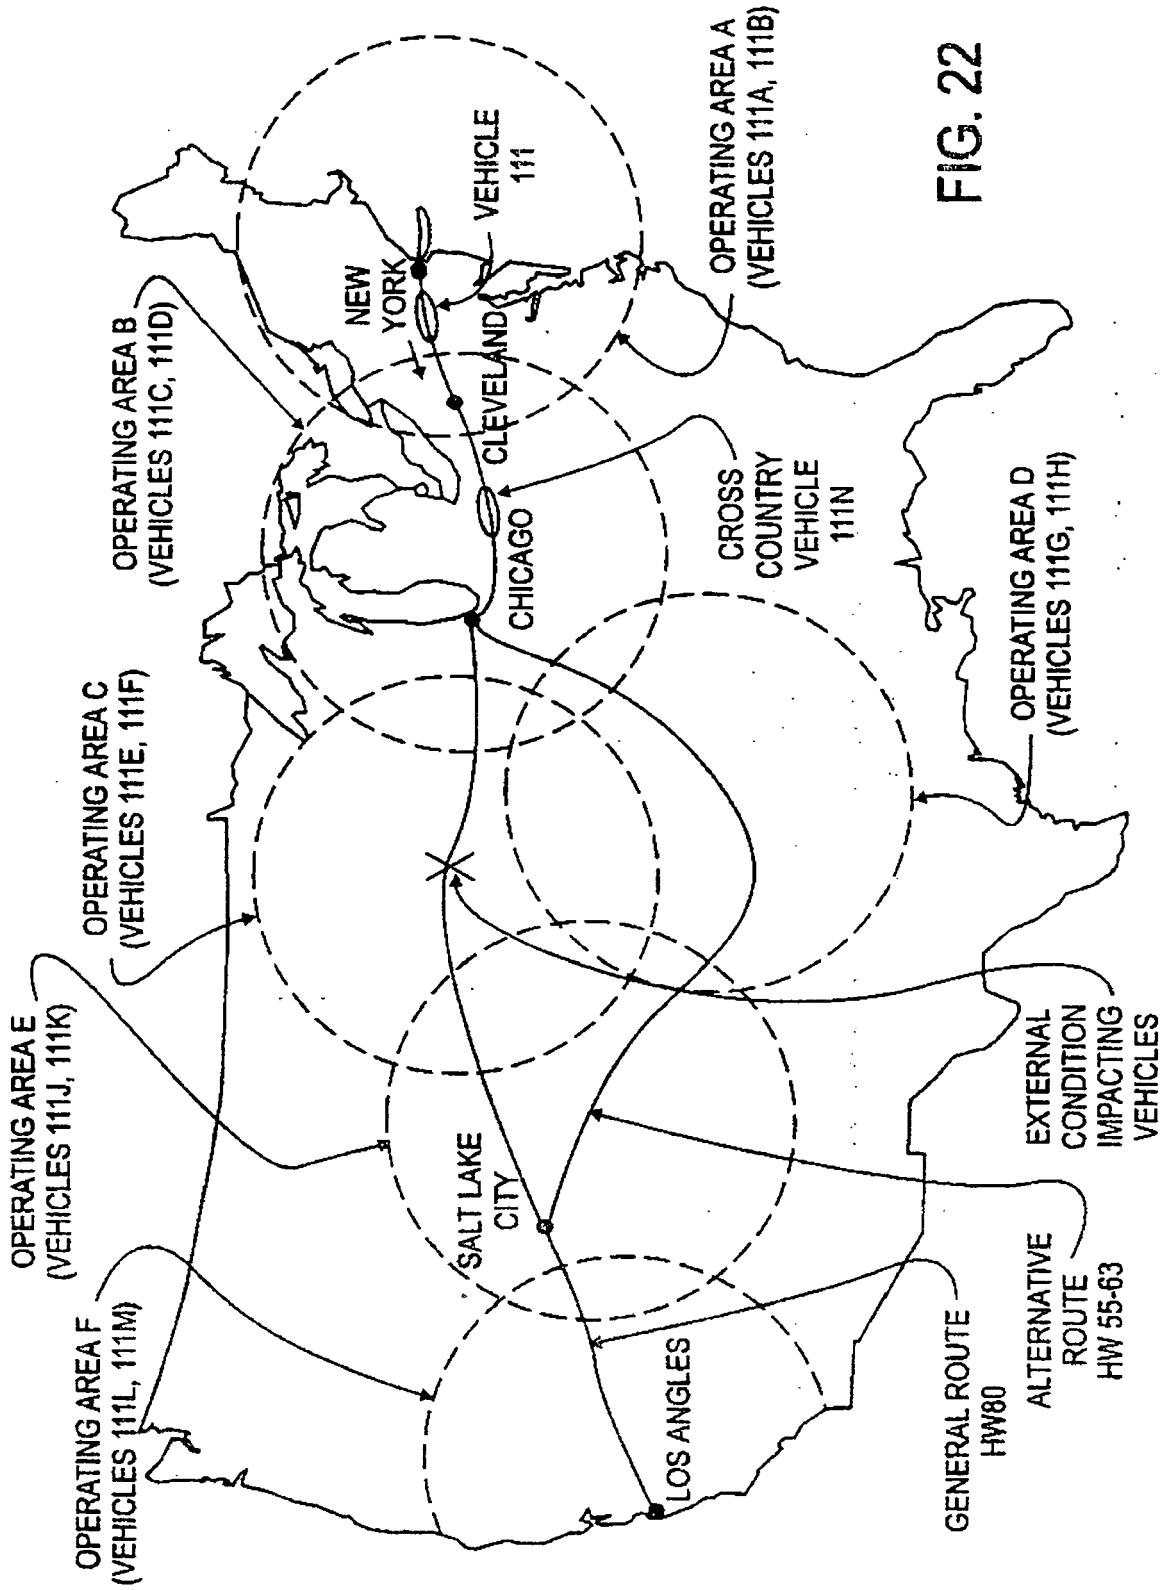 OPERATING AREA F
(VEHICLES 111L, 111M)
OPERATING AREA E
(VEHICLES 111J, 111K)
OPERATING AREA C
(VEHICLES 111E, 111F)
OPERATING AREA B
(VEHICLES 111C, 111D)
NEW
YORK
VEHICLE
111
CLEVELAND
CHICAGO
SALT LAKE
CITY
LOS ANGLES
OPERATING AREA A
(VEHICLES 111A, 111B)
CROSS
COUNTRY
VEHICLE
111N
OPERATING AREA D
(VEHICLES 111G, 111H)
EXTERNAL
CONDITION
IMPACTING
VEHICLES
ALTERNATIVE
ROUTE
HW 55-63
GENERAL ROUTE
HW80
FIG. 22